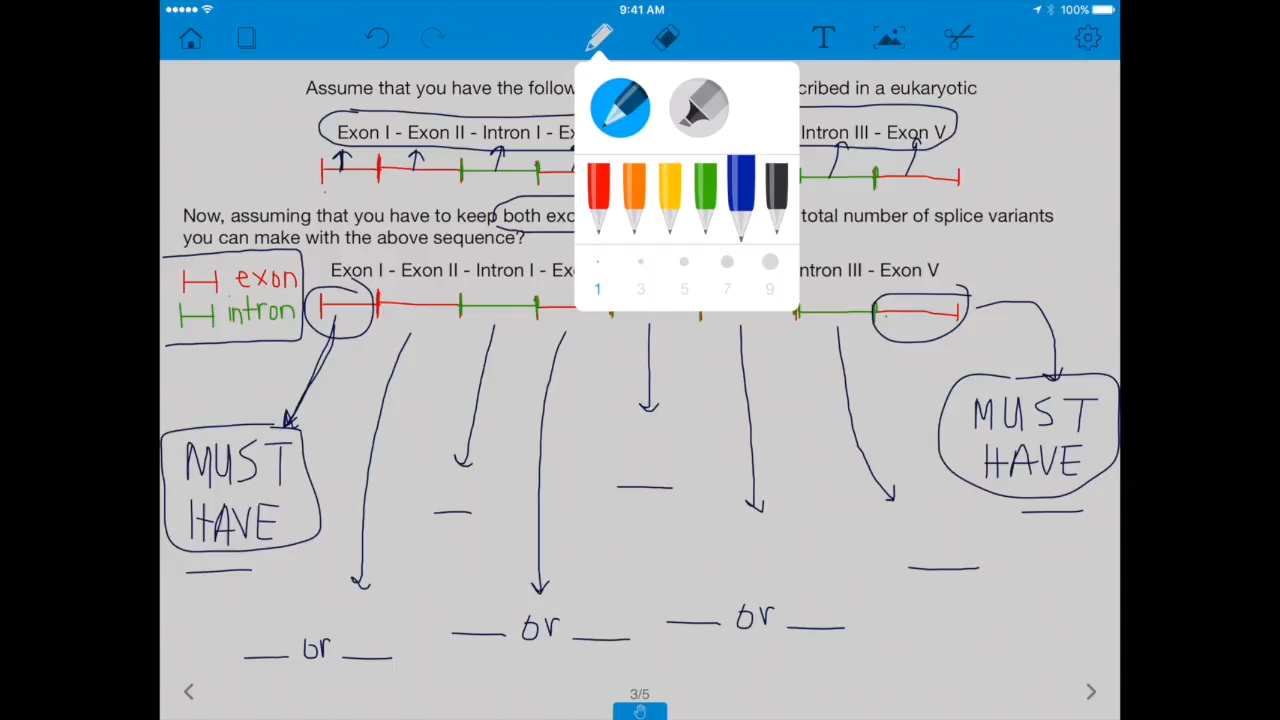 9:41 AM
100%
T
Assume that you have the follow
cribed in a eukaryotic
Exon I - Exon II - Intron I - Ex
Intron III - Exon V
Now, assuming that you have to keep both exo
total number of splice variants
you can make with the above sequence?
Exon I - Exon II - Intron I - Ex
ntron III - Exon V
1 3 5 7 9
exon
intron
MUST
HAVE
MUST
HAVE
or
or
or
3/5